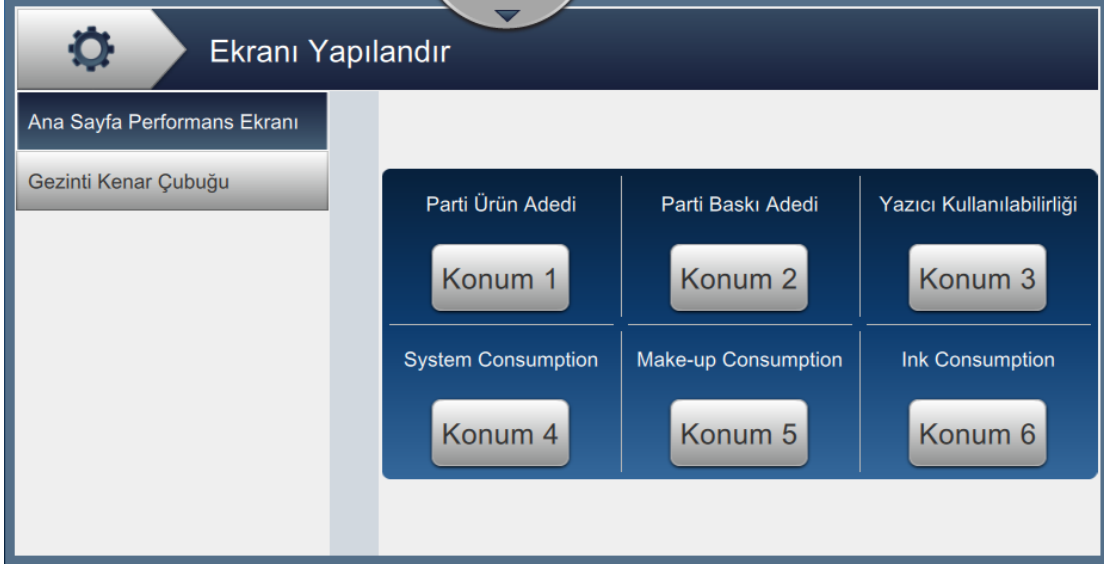 Ekranı Yapılandır
Ana Sayfa Performans Ekranı
Gezinti Kenar Çubuğu
Parti Ürün Adedi
Parti Baskı Adedi
Yazıcı Kullanılabilirliği
Konum 1
Konum 2
Konum 3
System Consumption
Make-up Consumption
Ink Consumption
Konum 4
Konum 5
Konum 6